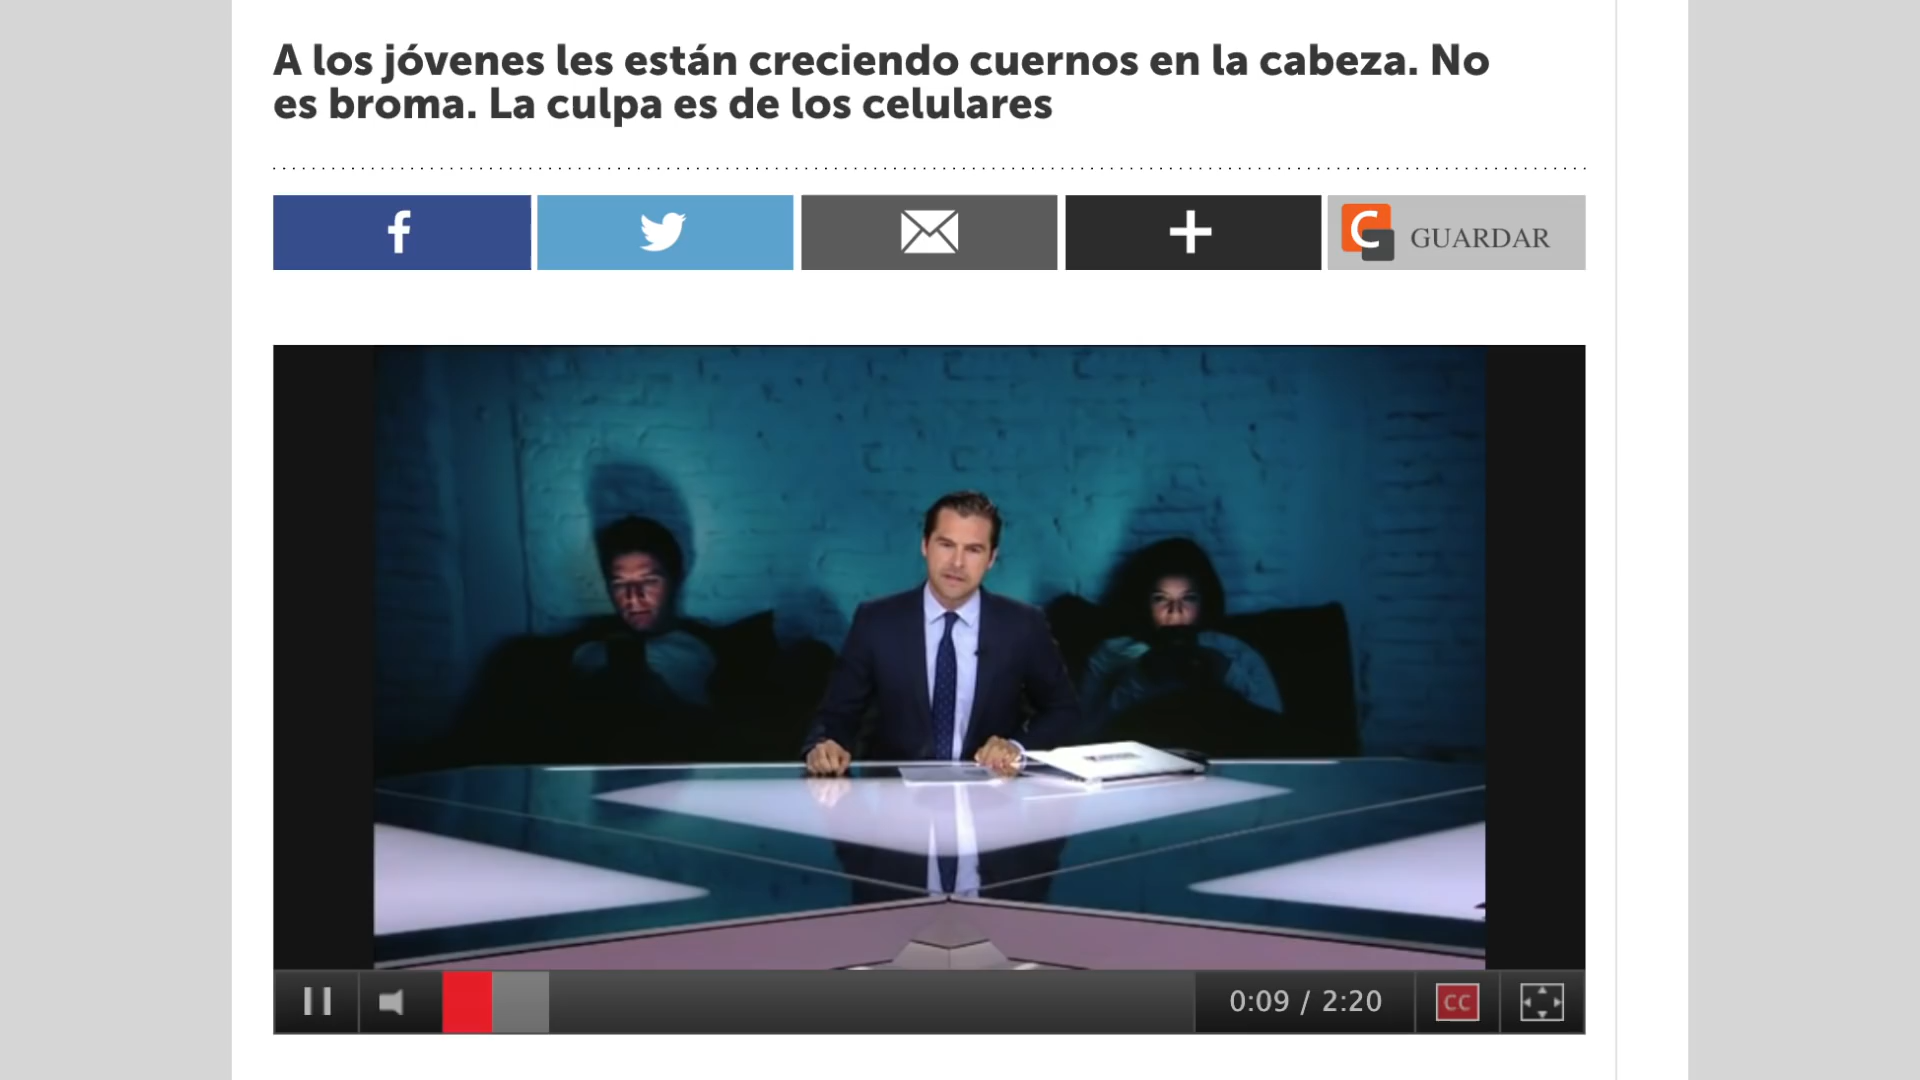 A los jóvenes les están creciendo cuernos en la cabeza. No
es broma. La culpa es de los celulares
f
C GUARDAR
0:09 / 2:20
CC